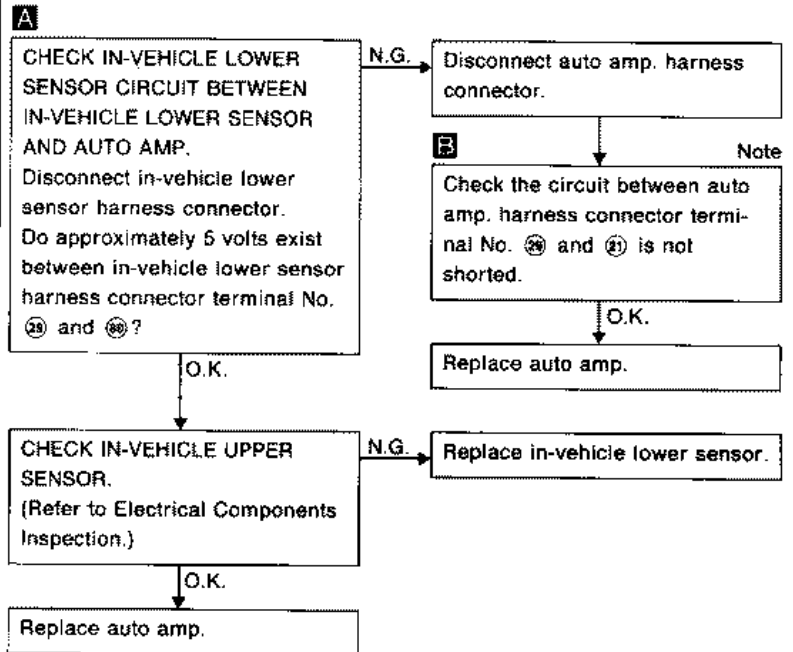 A
CHECK IN-VEHICLE LOWER
SENSOR CIRCUIT BETWEEN
IN-VEHICLE LOWER SENSOR
AND AUTO AMP.
Disconnect in-vehicle lower
sensor harness connector.
Do approximately 5 volts exist
between in-vehicle lower sensor
harness connector terminal No.
and ?
N.G.
Disconnect auto amp. harness
connector.
B
Note
Check the circuit between auto
amp. harness connector termi-
nal No. and 21 is not
shorted.
O.K.
Replace auto amp.
O.K.
CHECK IN-VEHICLE UPPER
SENSOR.
(Refer to Electrical Components
Inspection.)
N.G.
Replace in-vehicle lower sensor.
O.K.
Replace auto amp.